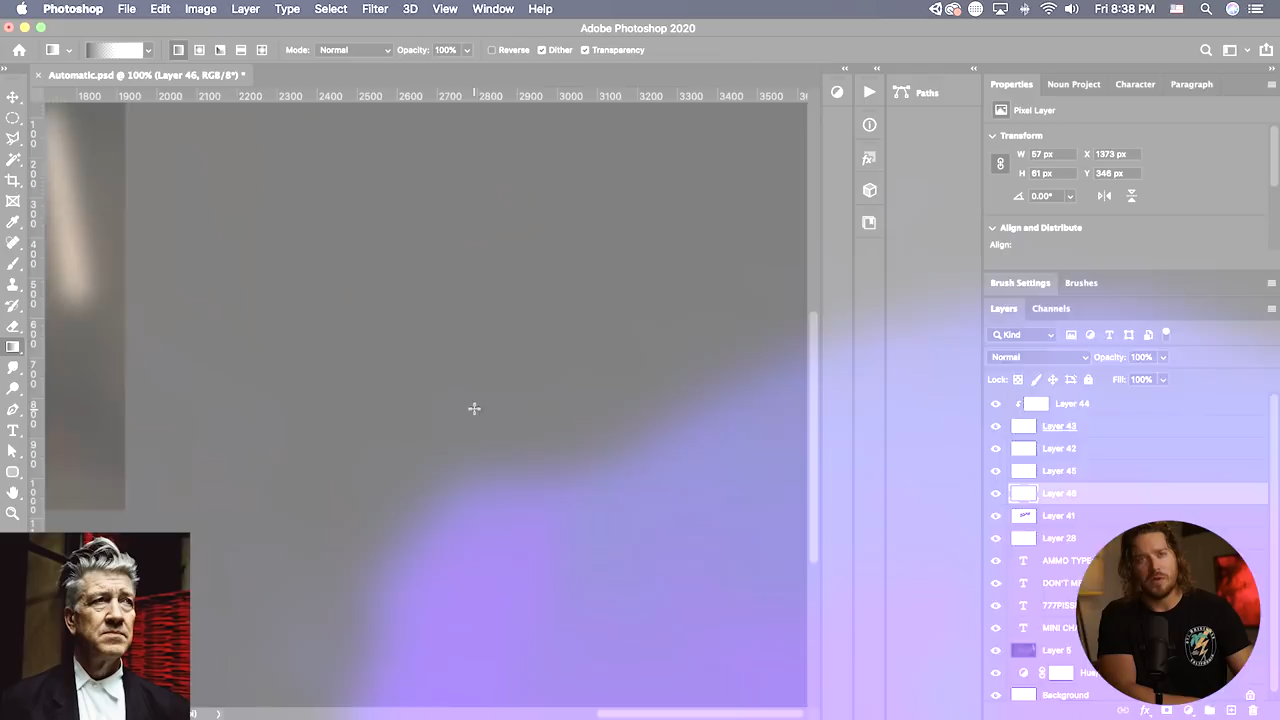 Photoshop File Edit Image Layer Type Select Filter 3D View Window Help Fri 8:38 PM
Adobe Photoshop 2020
Mode: Normal Opacity: 100% Reverse Dither Transparency
Automatic.psd @ 100% (Layer 46, RGB/8*) *
1800 1900 2000 2100 2200 2300 2400 2500 2600 2700 2800 2900 3000 3100 3200 3300 3400 3500
Paths
Properties Noun Project Character Paragraph
Pixel Layer
Transform
W 57 px X 1373 px
H 61 px Y 346 px
0.00°
Align and Distribute
Align:
Brush Settings Brushes
Layers Channels
Kind
Normal Opacity: 100%
Lock: Fill: 100%
Layer 44
Layer 43
Layer 42
Layer 45
Layer 46
Layer 41
Layer 28
AMMO TYPE
DON'T ME
777PISS
MINI CHA
Layer 5
Hue
Background